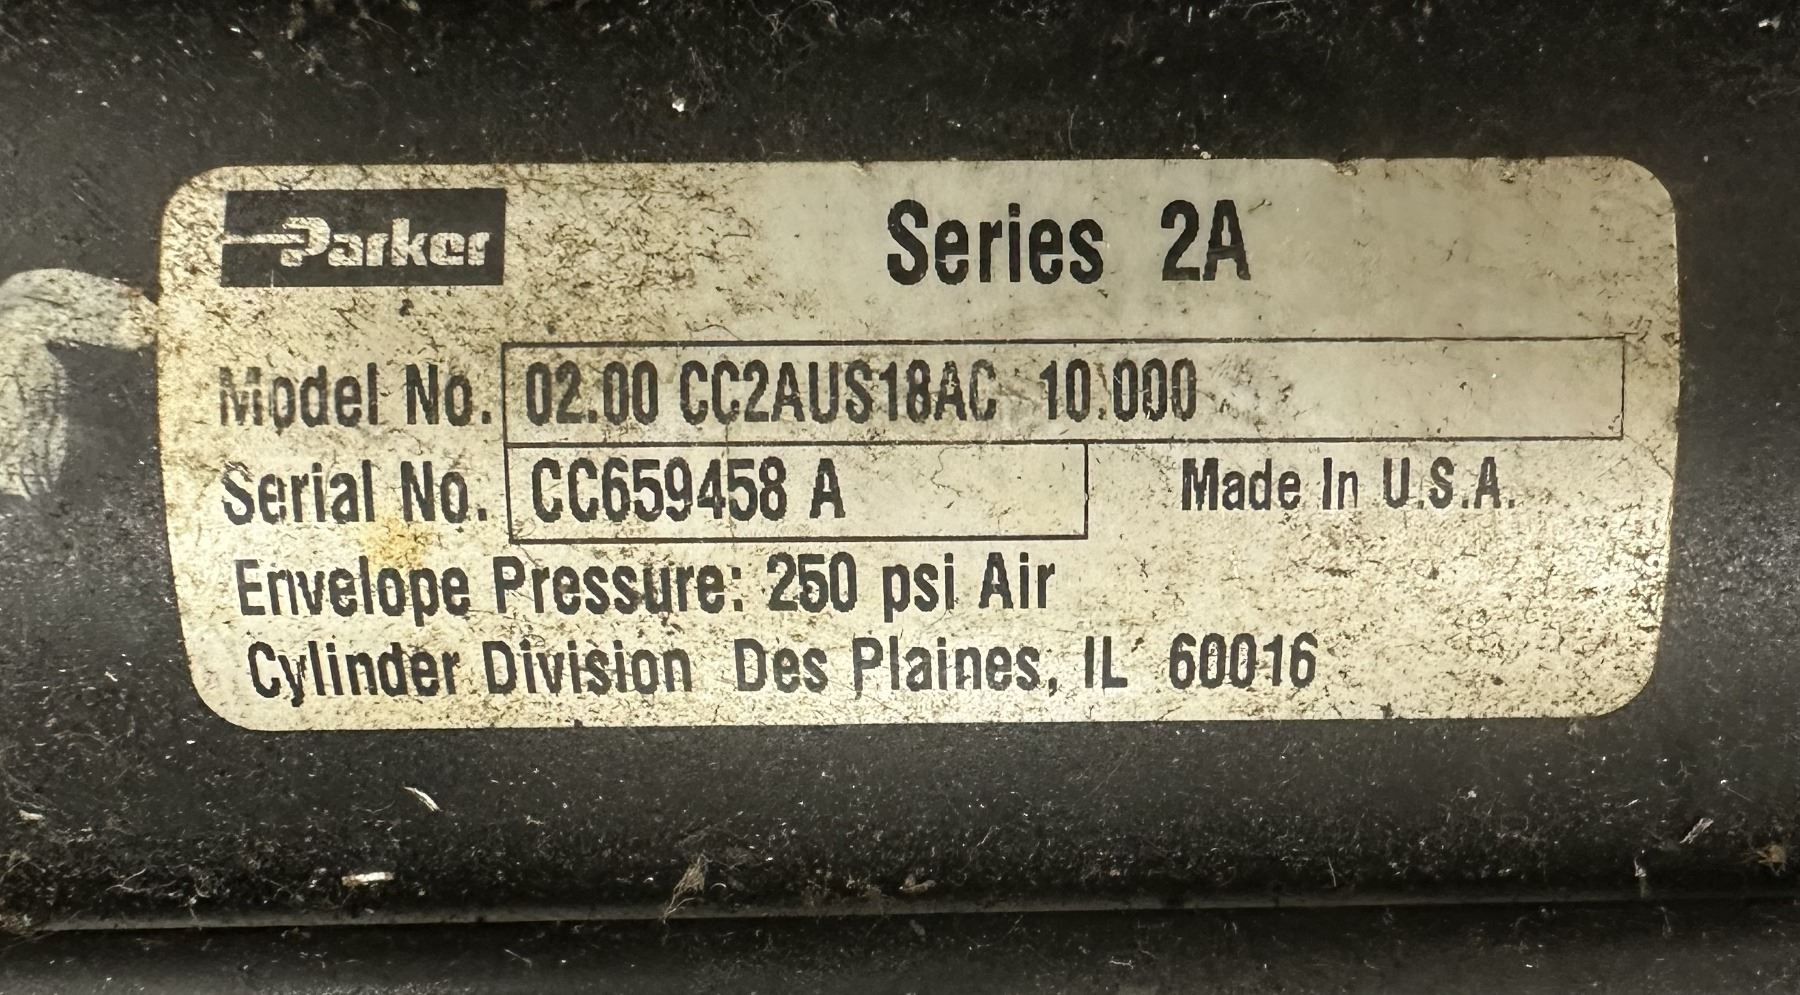 Parker
Series 2A
Model No. 02.00 CC2AUS18AC 10.000
Serial No. CC659458 A
Made In U.S.A.
Envelope Pressure: 250 psi Air
Cylinder Division Des Plaines, IL 60016